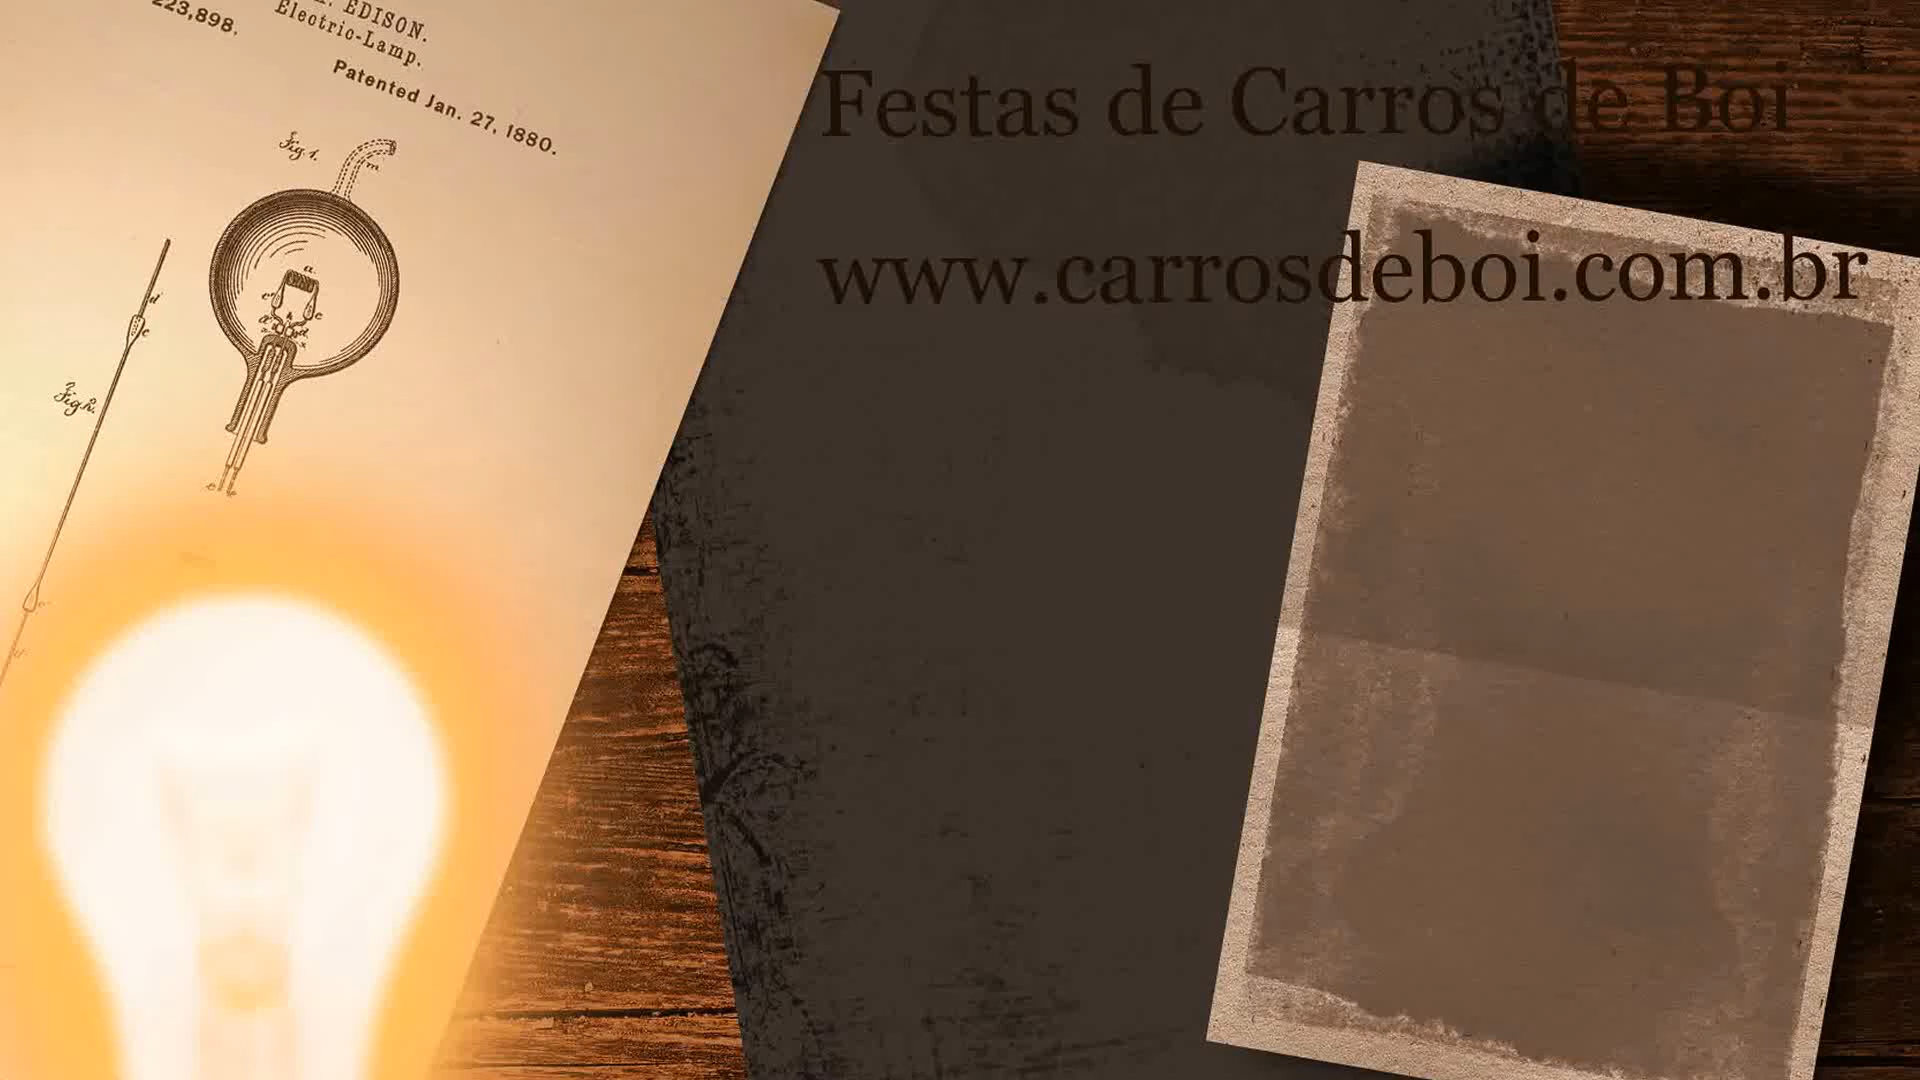 223,898.
EDISON.
Electric-Lamp.
Patented Jan. 27, 1880.
Fig. 1.
m
a
c
c
d
c
Fig 2.
Festas de Carros de Boi
www.carrosdeboi.com.br